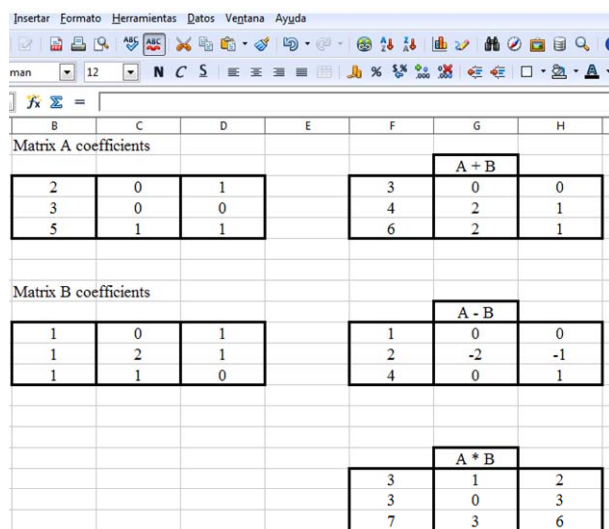 Insertar Formato Herramientas Datos Ventana Ayuda
man 12 N C S
B C D E F G H
Matrix A coefficients
A + B
2 0 1 3 0 0
3 0 0 4 2 1
5 1 1 6 2 1
Matrix B coefficients
A - B
1 0 1 1 0 0
1 2 1 2 -2 -1
1 1 0 4 0 1
A * B
3 1 2
3 0 3
7 3 6